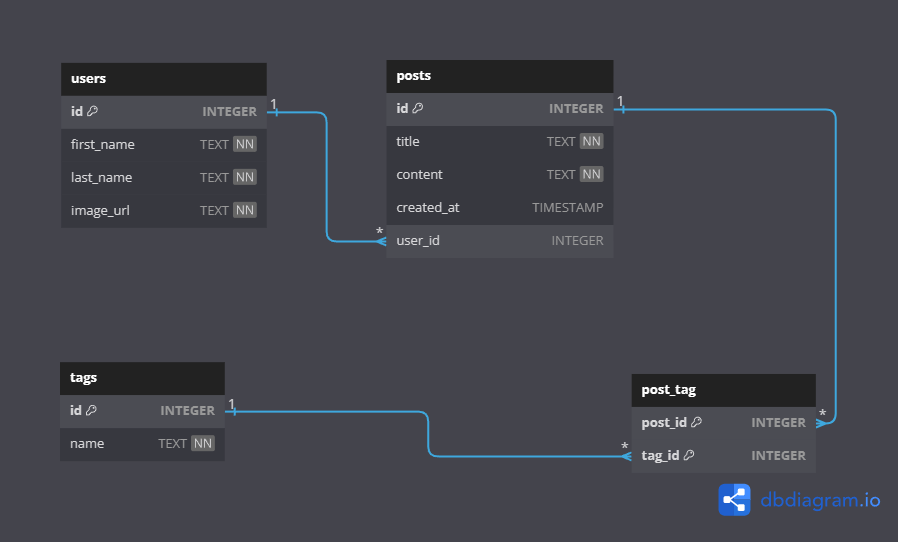 users
id INTEGER
first_name TEXT NN
last_name TEXT NN
image_url TEXT NN
1
*
posts
id INTEGER
title TEXT NN
content TEXT NN
created_at TIMESTAMP
user_id INTEGER
1
tags
id INTEGER
name TEXT NN
1
*
post_tag
post_id INTEGER
tag_id INTEGER
*
dbdiagram.io